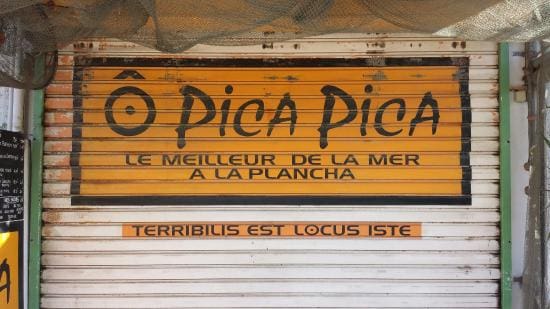 Ô PICA PICA
LE MEILLEUR DE LA MER
A LA PLANCHA
TERRIBILIS EST LOCUS ISTE